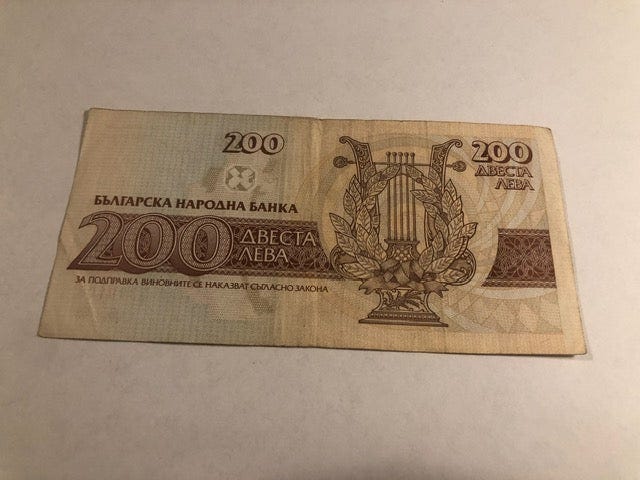 200
200
ДВЕСТА
ЛЕВА
БЪЛГАРСКА НАРОДНА БАНКА
200 ДВЕСТА
ЛЕВА
ЗА ПОДПРАВКА ВИНОВНИТЕ СЕ НАКАЗВАТ СЪГЛАСНО ЗАКОНА